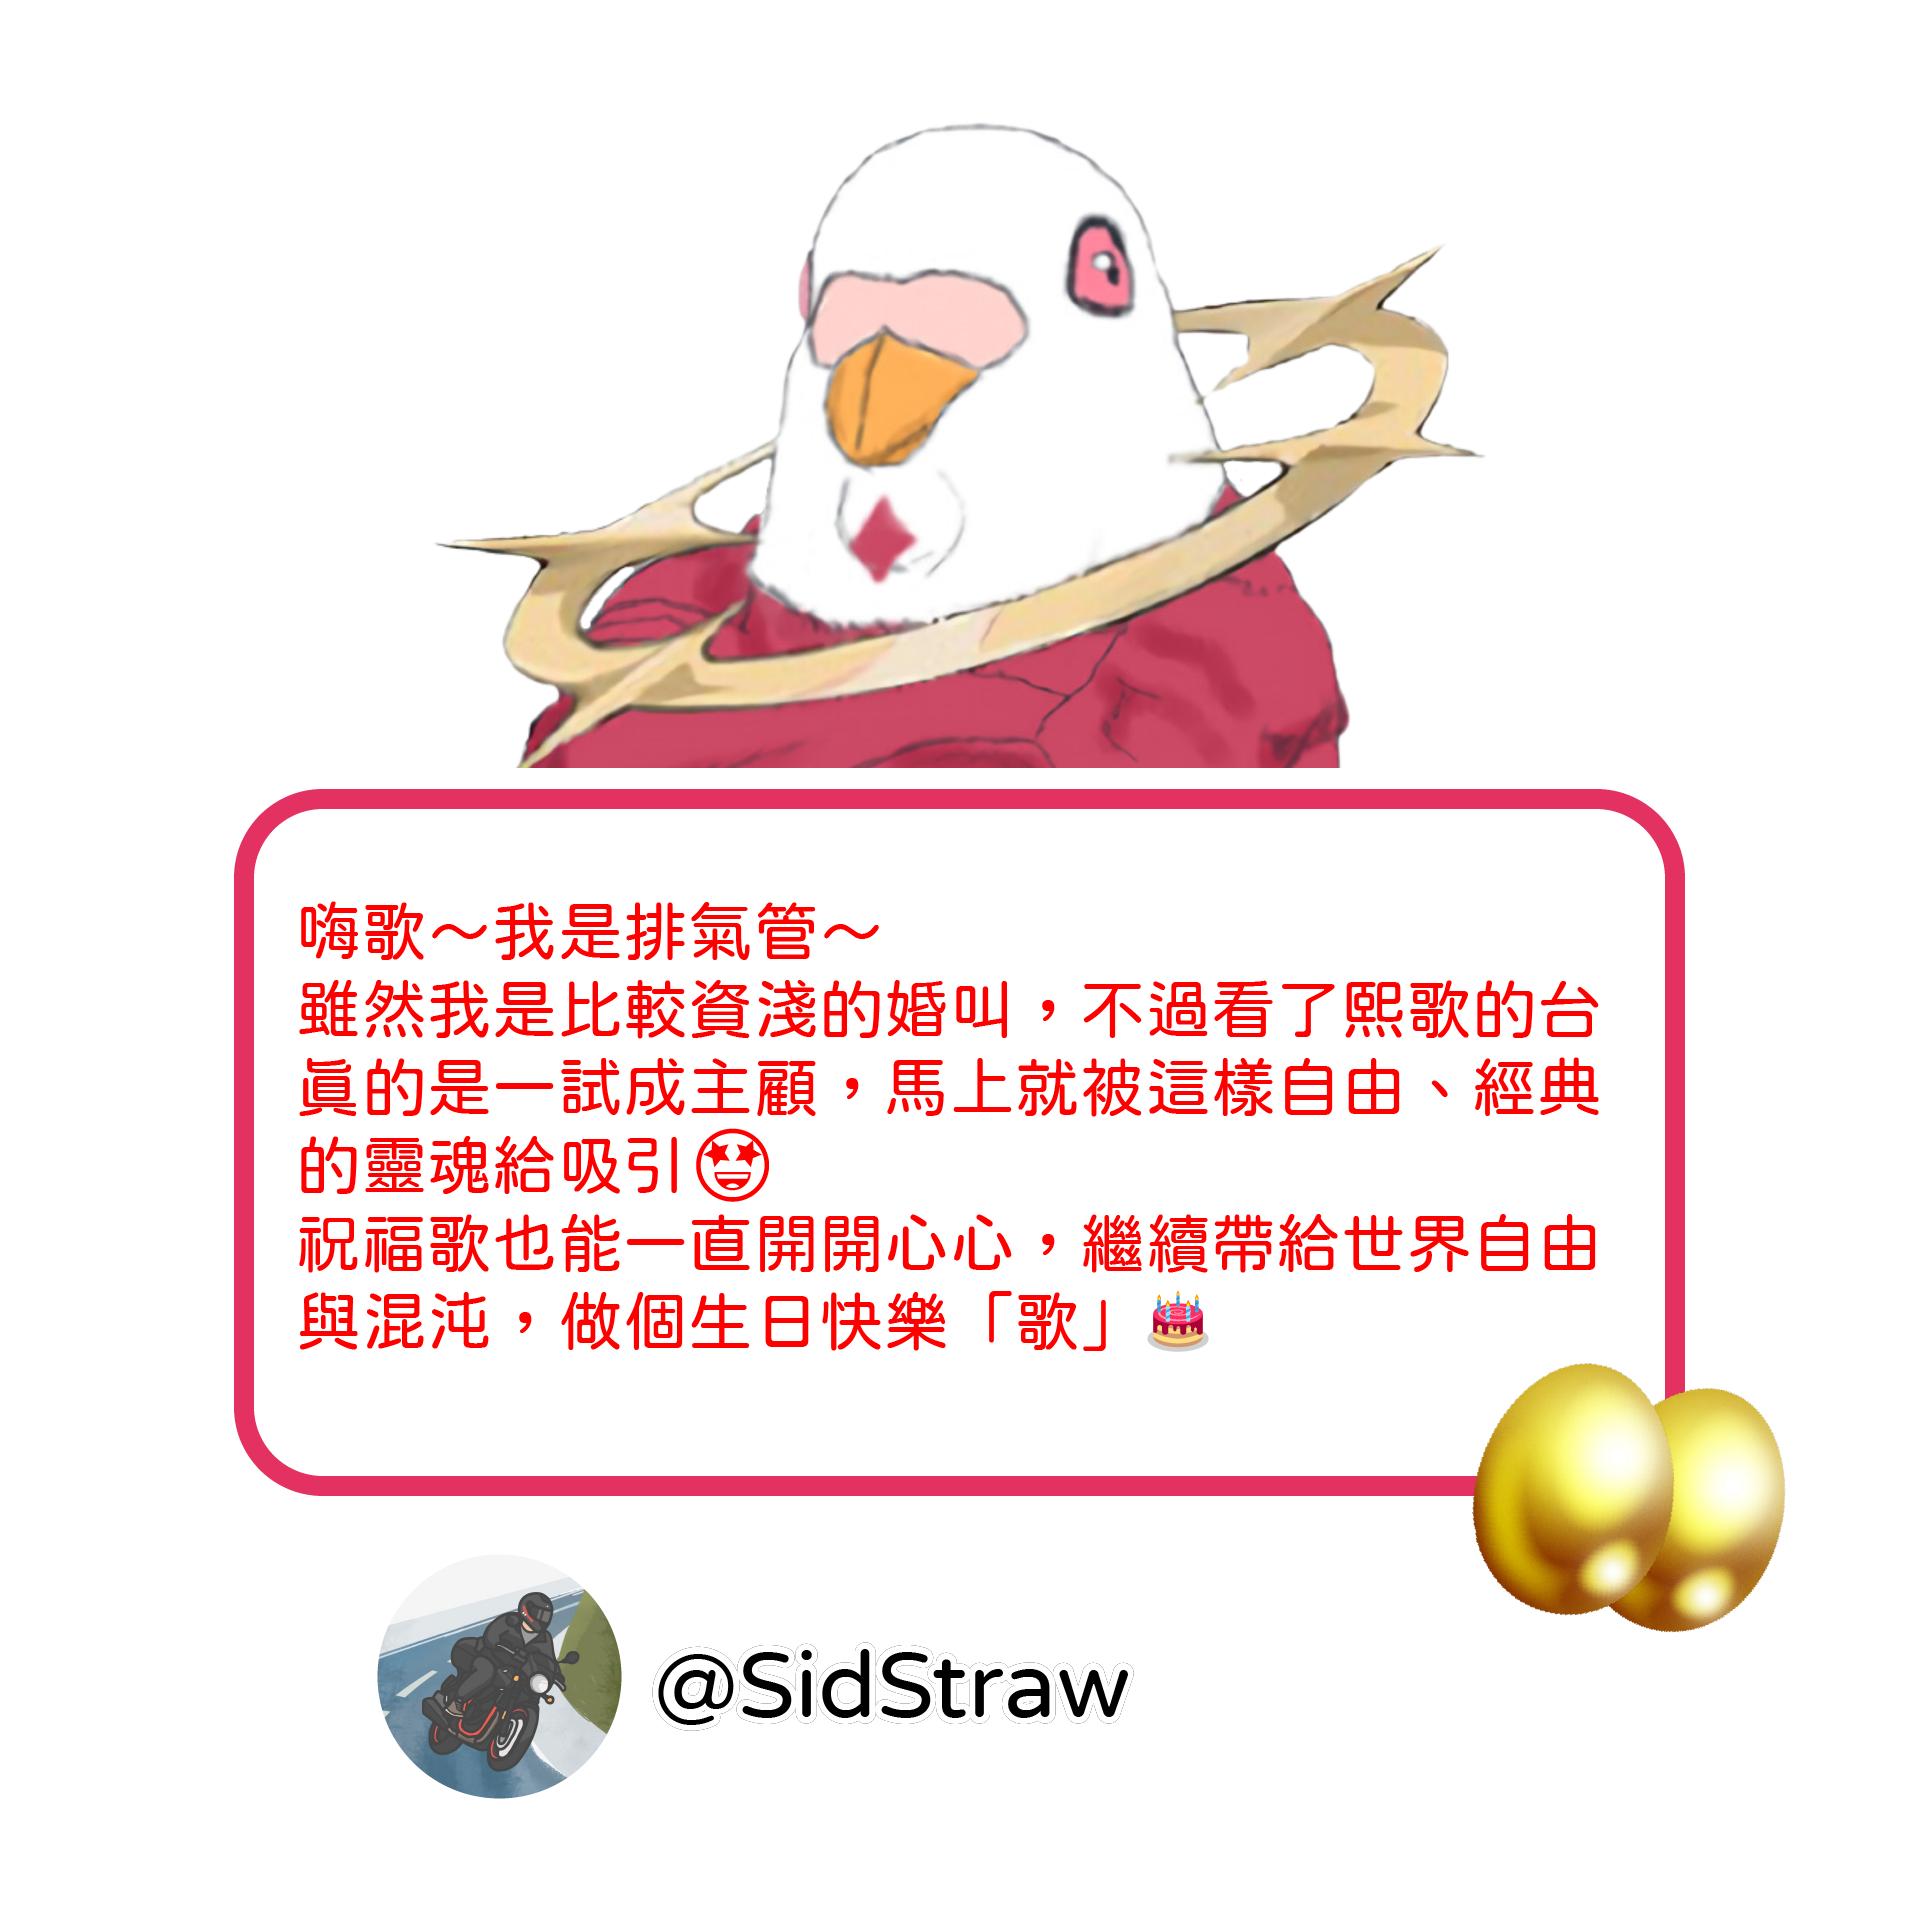 嗨歌～我是排氣管～
雖然我是比較資淺的婚叫，不過看了熙歌的台
真的是一試成主顧，馬上就被這樣自由、經典
的靈魂給吸引🤩
祝福歌也能一直開開心心，繼續帶給世界自由
與混沌，做個生日快樂「歌」🎂
@SidStraw